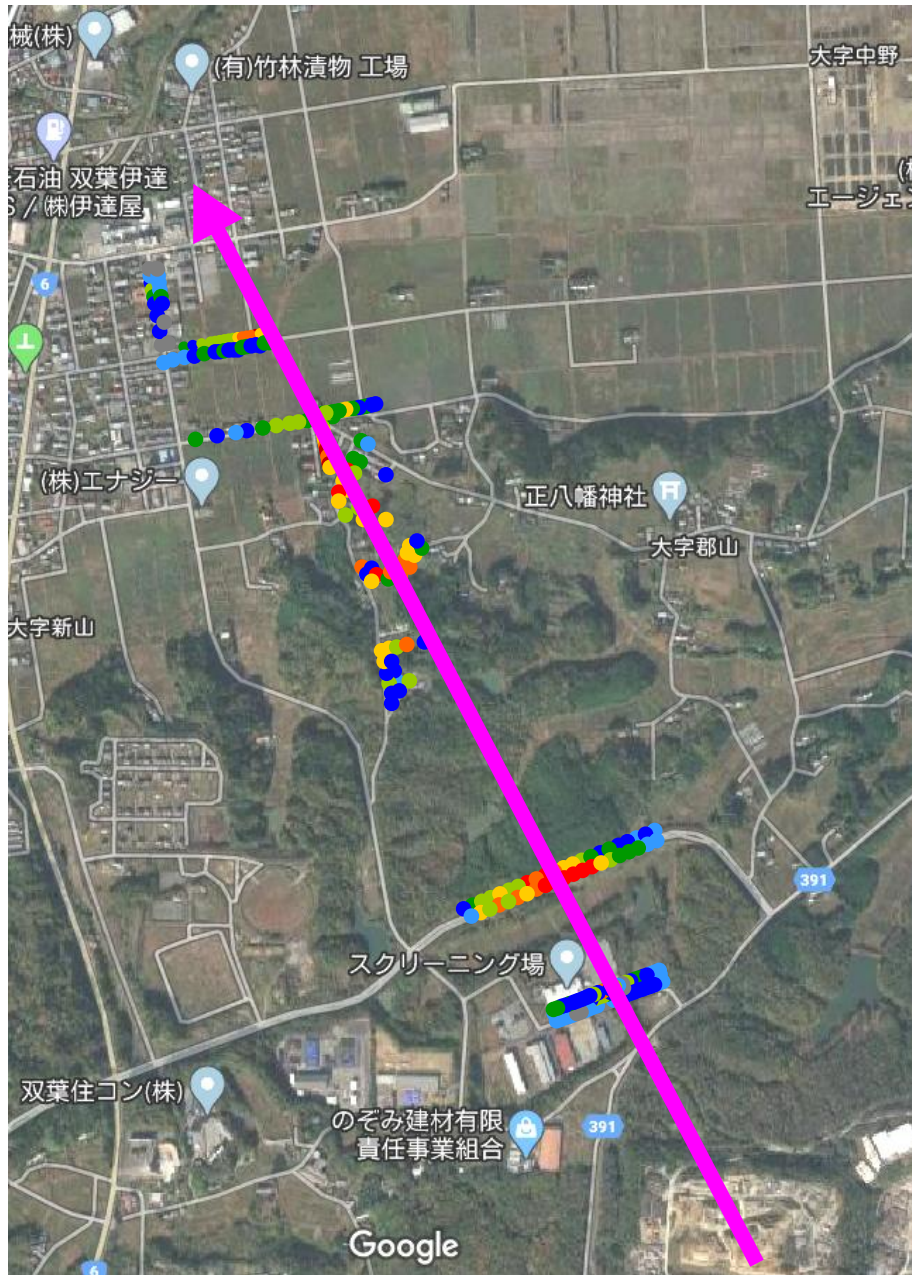 械(株)
(有)竹林漬物 工場
大字中野
石油 双葉伊達
S / ㈱伊達屋
エージェ
6
(株)エナジー
正八幡神社
大字郡山
大字新山
391
スクリーニング場
双葉住コン(株)
のぞみ建材有限
責任事業組合
391
Google
6